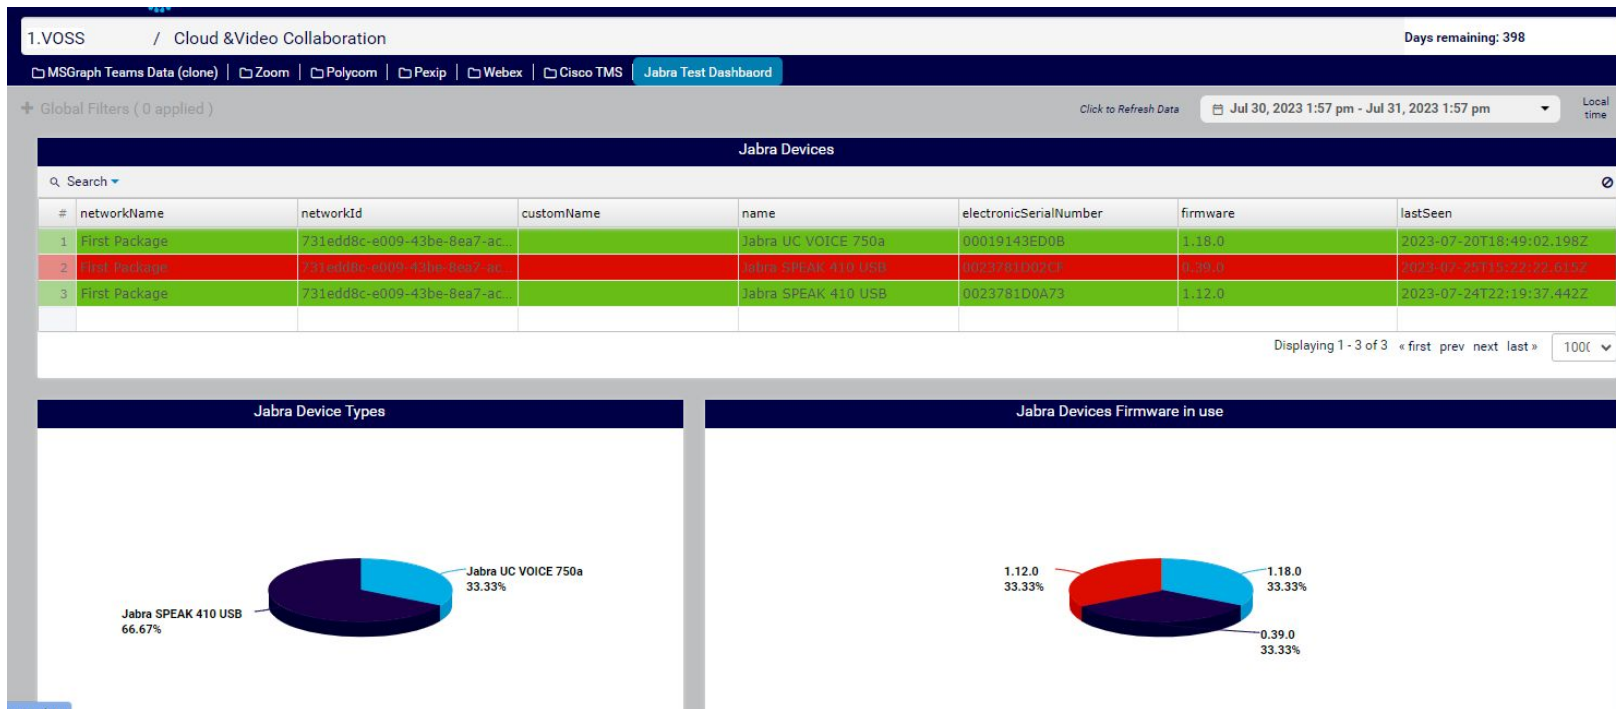 1.VOSS / Cloud &Video Collaboration Days remaining: 398
MSGraph Teams Data (clone) Zoom Polycom Pexip Webex Cisco TMS Jabra Test Dashbaord
+ Global Filters ( 0 applied ) Click to Refresh Data Jul 30, 2023 1:57 pm - Jul 31, 2023 1:57 pm Local time
Jabra Devices
Search
# networkName networkId customName name electronicSerialNumber firmware lastSeen
1 First Package 731edd8c-e009-43be-8ea7-ac... Jabra UC VOICE 750a 00019143ED0B 1.18.0 2023-07-20T18:49:02.198Z
2 First Package 731edd8c-e009-43be-8ea7-ac... Jabra SPEAK 410 USB 0023781D02CF 0.39.0 2023-07-25T15:22:22.615Z
3 First Package 731edd8c-e009-43be-8ea7-ac... Jabra SPEAK 410 USB 0023781D0A73 1.12.0 2023-07-24T22:19:37.442Z
Displaying 1 - 3 of 3 « first prev next last » 100(
Jabra Device Types
Jabra UC VOICE 750a
33.33%
Jabra SPEAK 410 USB
66.67%
Jabra Devices Firmware in use
1.12.0
33.33%
1.18.0
33.33%
0.39.0
33.33%